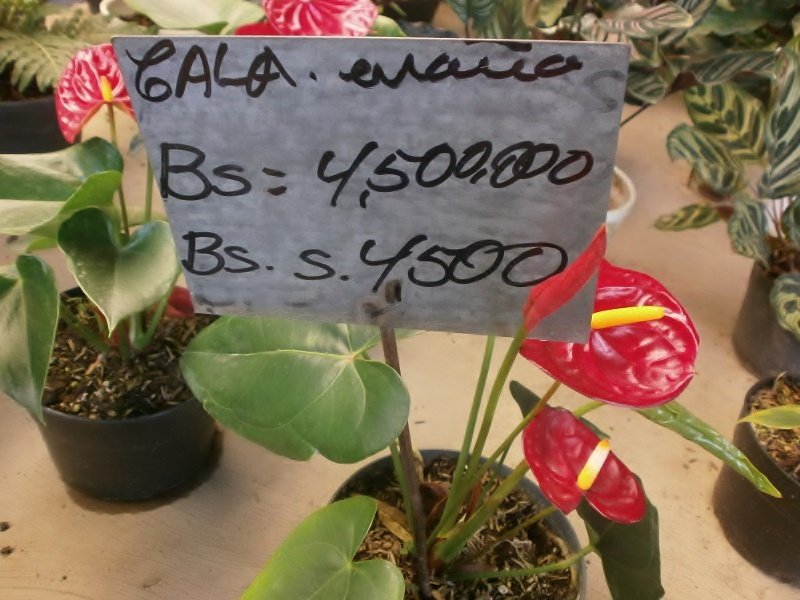 CALA. enana
Bs = 4,500,000
Bs. S. 4500